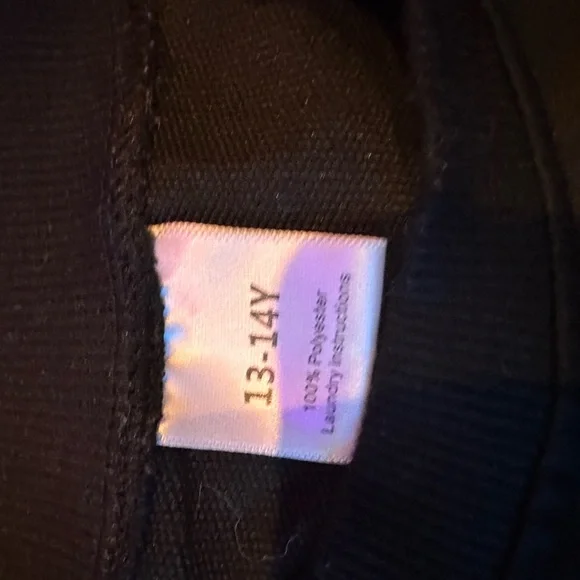 13-14Y
100% Polyester
Laundry instructions